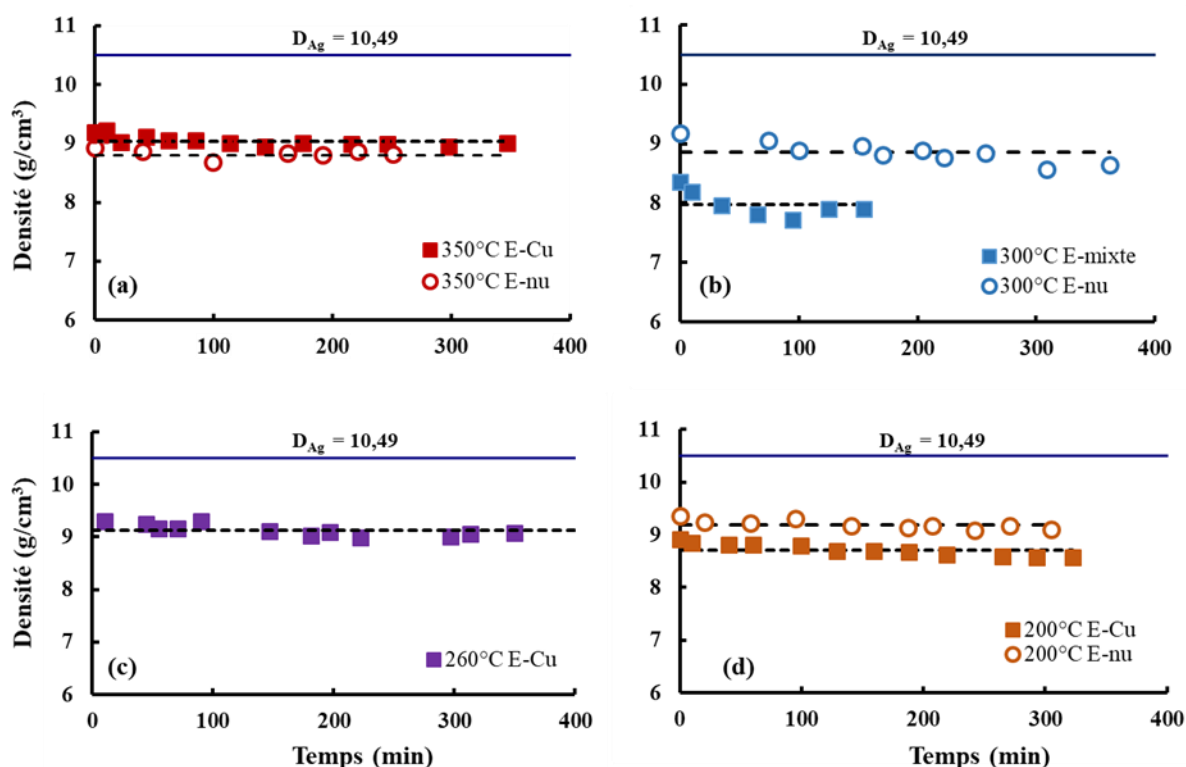 11
10
9
8
7
6
Densité (g/cm³)
D_Ag = 10,49
350°C E-Cu
350°C E-nu
(a)
0 100 200 300 400
11
10
9
8
7
6
D_Ag = 10,49
300°C E-mixte
300°C E-nu
(b)
0 100 200 300 400
11
10
9
8
7
6
Densité (g/cm³)
D_Ag = 10,49
260°C E-Cu
(c)
0 100 200 300 400
Temps (min)
11
10
9
8
7
6
D_Ag = 10,49
200°C E-Cu
200°C E-nu
(d)
0 100 200 300 400
Temps (min)